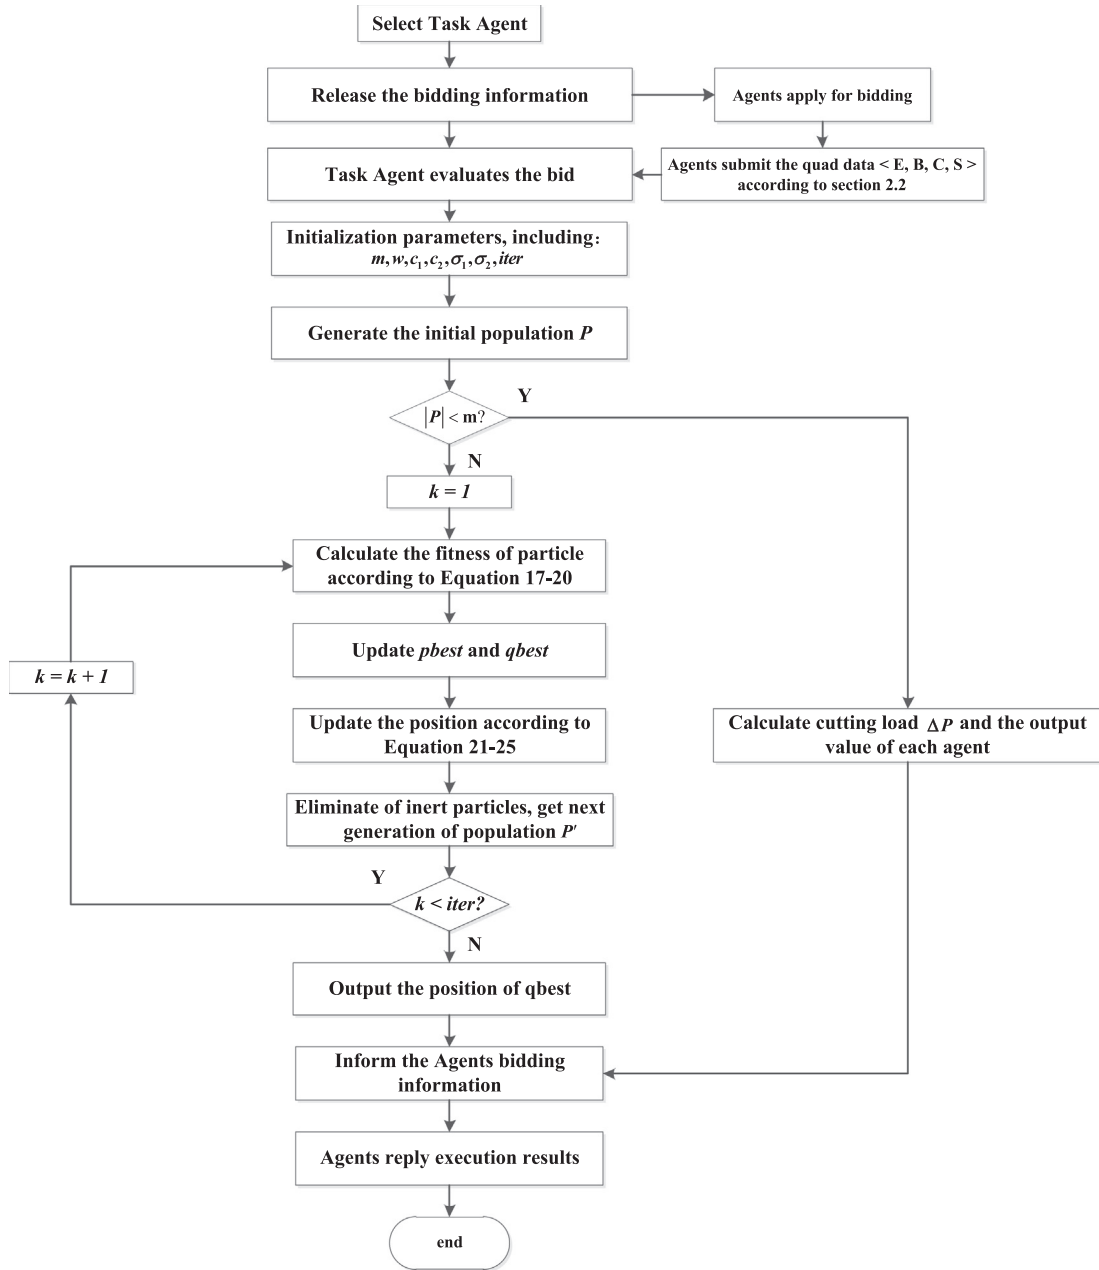 Select Task Agent
Release the bidding information
Agents apply for bidding
Task Agent evaluates the bid
Agents submit the quad data < E, B, C, S >
according to section 2.2
Initialization parameters, including:
m, w, c₁, c₂, σ₁, σ₂, iter
Generate the initial population P
|P| < m?
Y
N
k = 1
Calculate the fitness of particle
according to Equation 17-20
Update pbest and qbest
k = k + 1
Update the position according to
Equation 21-25
Calculate cutting load ΔP and the output
value of each agent
Eliminate of inert particles, get next
generation of population P′
Y
k < iter?
N
Output the position of qbest
Inform the Agents bidding
information
Agents reply execution results
end